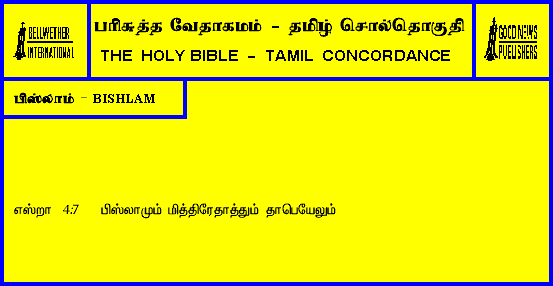 BELLWETHER
INTERNATIONAL
பரிசுத்த வேதாகமம் - தமிழ் சொல்தொகுதி
THE HOLY BIBLE - TAMIL CONCORDANCE
GOOD NEWS
PUBLISHERS
பிஸ்லாம் - BISHLAM
எஸ்றா 4:7 பிஸ்லாமும் மித்திரேதாத்தும் தாபெயேலும்